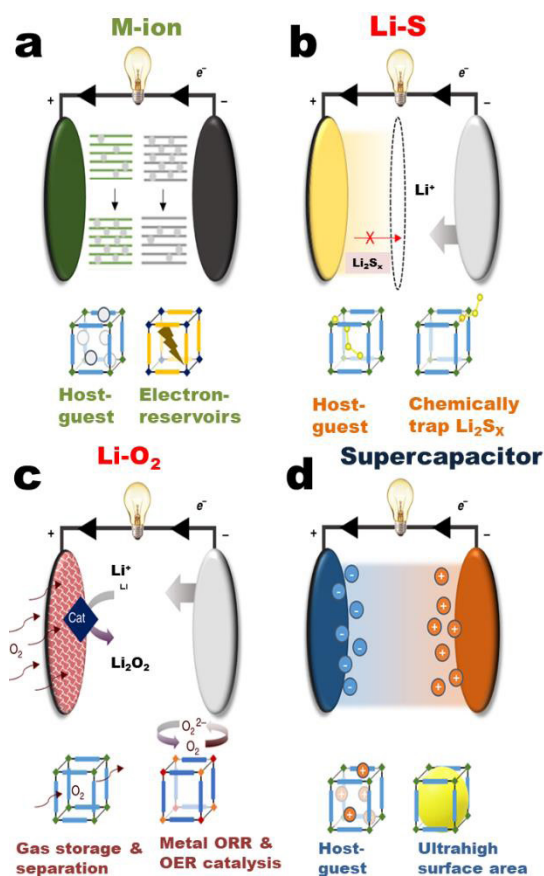 a
M-ion
e⁻
+
−
Host-
guest
Electron-
reservoirs
b
Li-S
e⁻
+
−
Li⁺
Li₂Sₓ
Host-
guest
Chemically
trap Li₂Sₓ
c
Li-O₂
e⁻
+
−
Li⁺
Li
Cat
O₂
Li₂O₂
O₂²⁻
O₂
O₂
Gas storage &
separation
Metal ORR &
OER catalysis
d
Supercapacitor
e⁻
+
−
- + +
- +
- + +
- +
- + +
-
+
+
Host-
guest
Ultrahigh
surface area